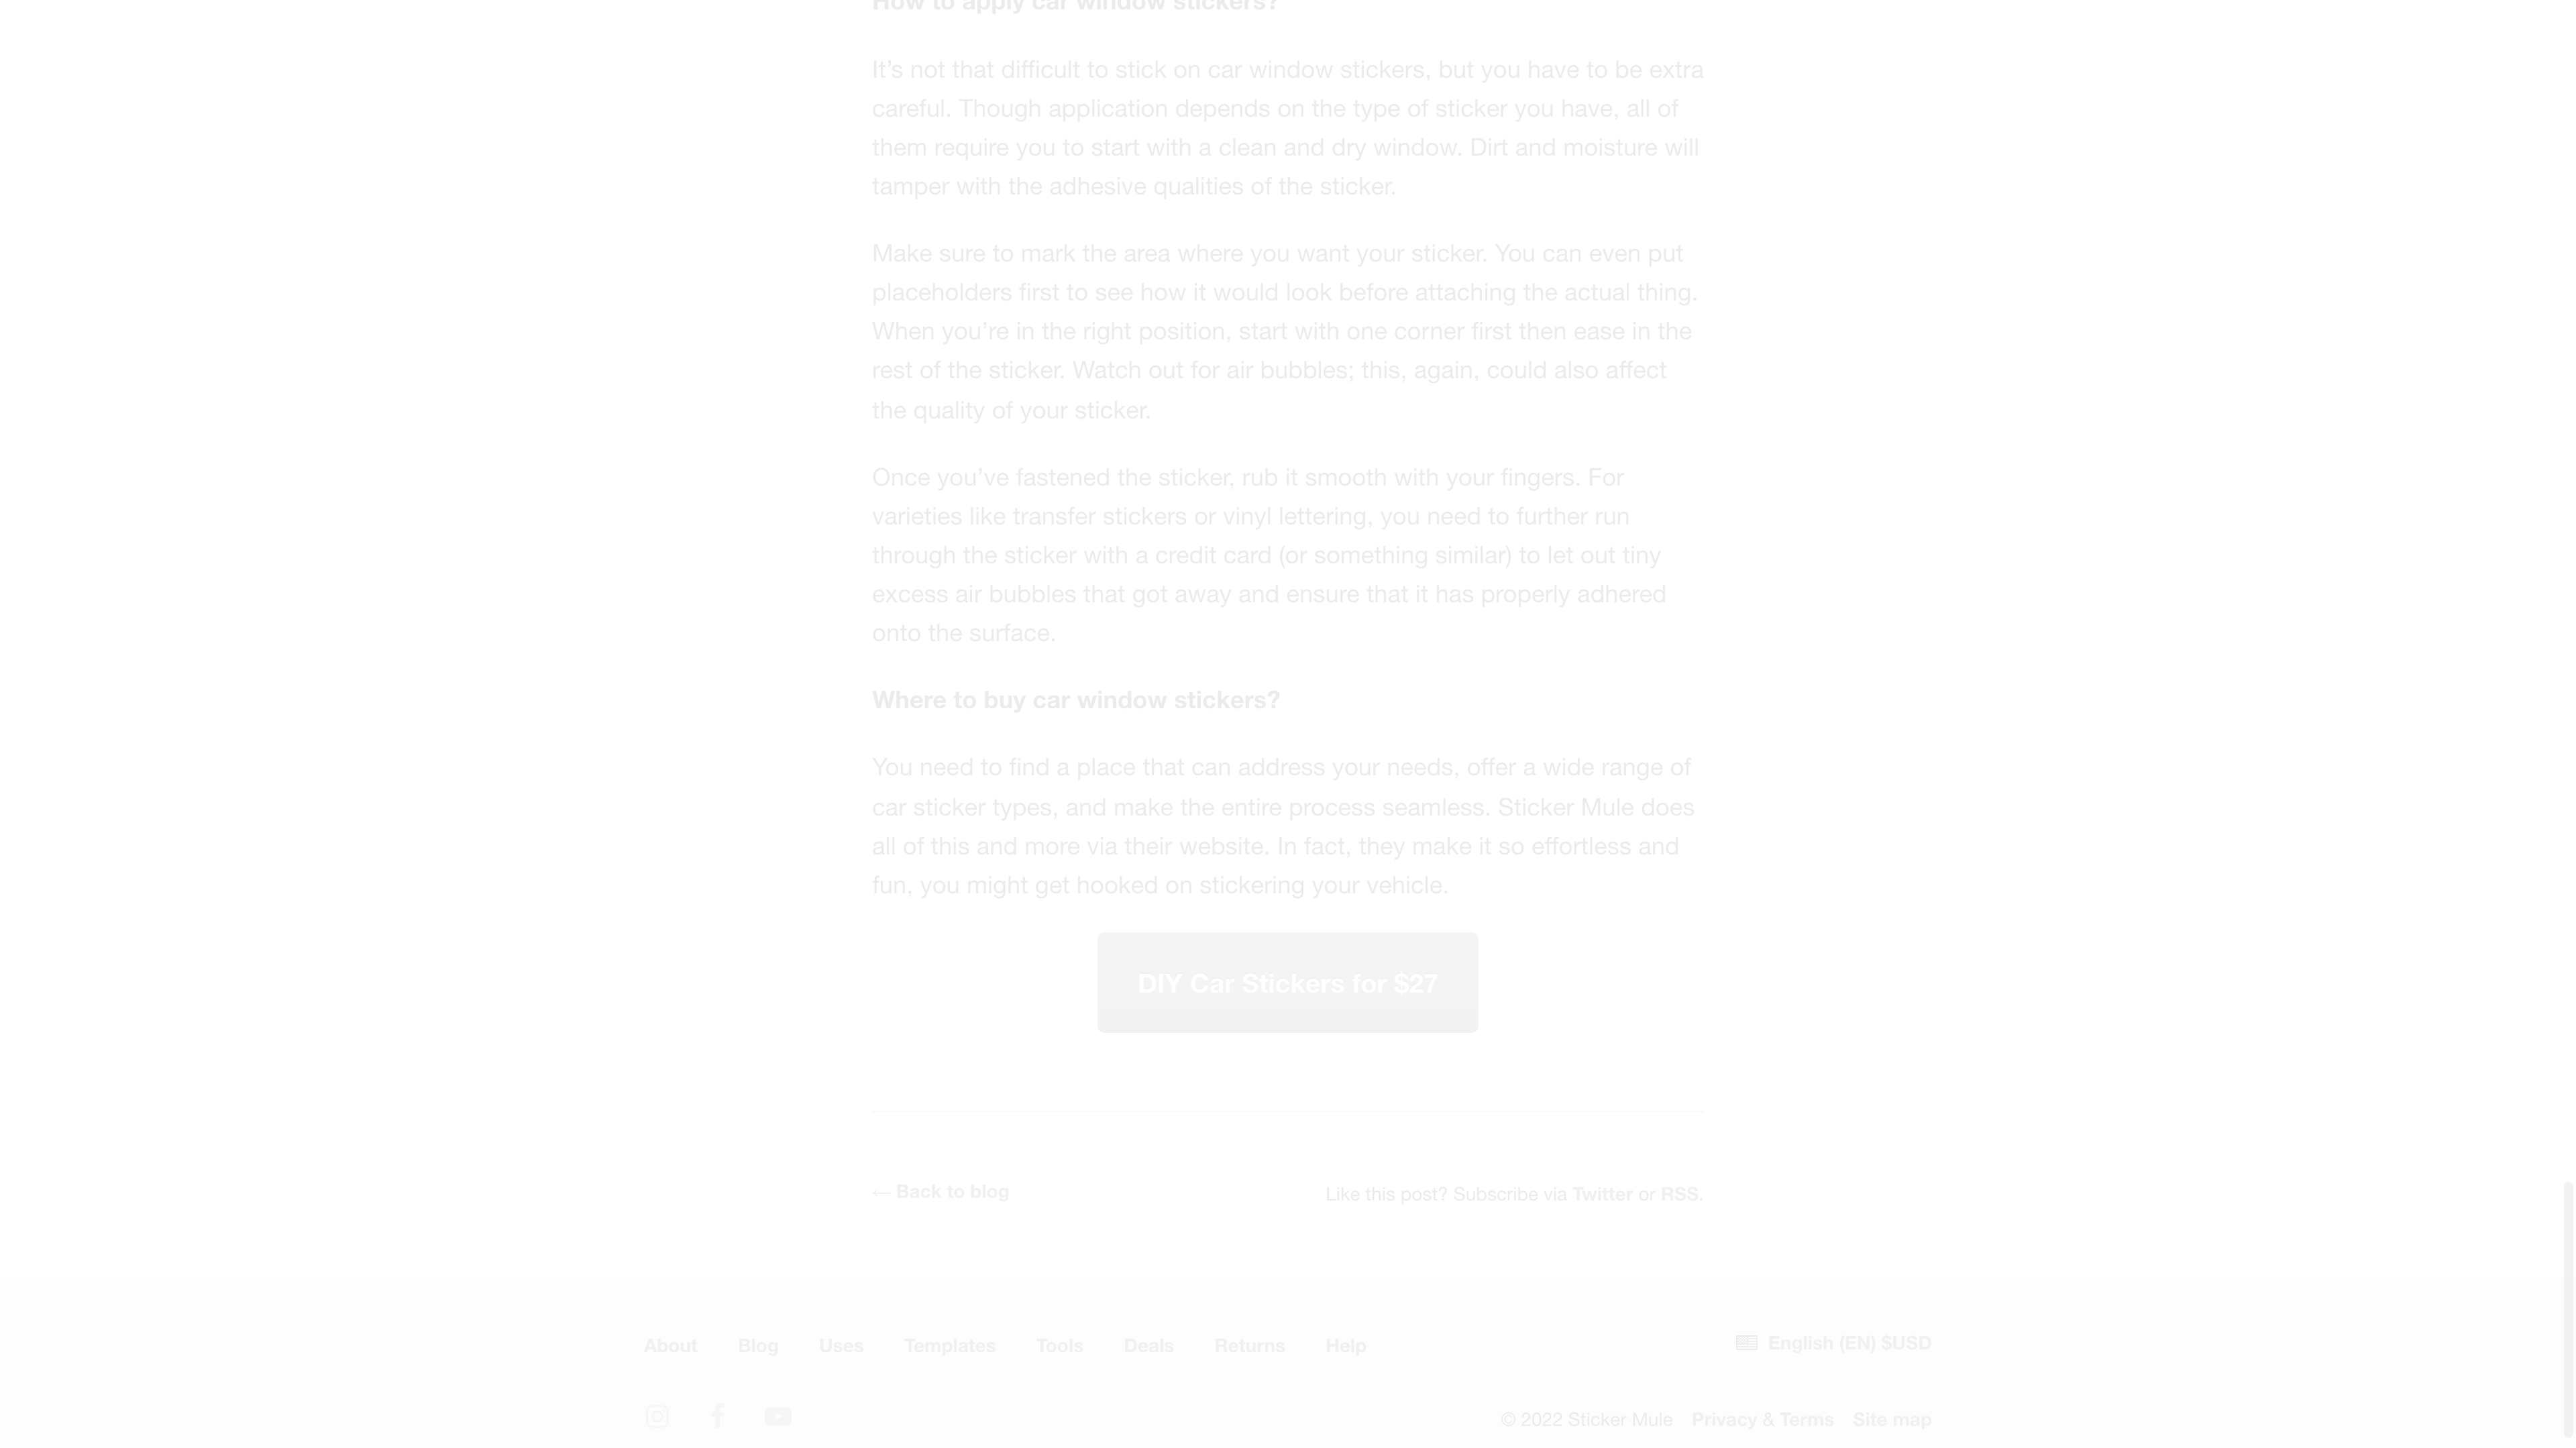 How to apply car window stickers?
It’s not that difficult to stick on car window stickers, but you have to be extra
careful. Though application depends on the type of sticker you have, all of
them require you to start with a clean and dry window. Dirt and moisture will
tamper with the adhesive qualities of the sticker.
Make sure to mark the area where you want your sticker. You can even put
placeholders first to see how it would look before attaching the actual thing.
When you’re in the right position, start with one corner first then ease in the
rest of the sticker. Watch out for air bubbles; this, again, could also affect
the quality of your sticker.
Once you’ve fastened the sticker, rub it smooth with your fingers. For
varieties like transfer stickers or vinyl lettering, you need to further run
through the sticker with a credit card (or something similar) to let out tiny
excess air bubbles that got away and ensure that it has properly adhered
onto the surface.
Where to buy car window stickers?
You need to find a place that can address your needs, offer a wide range of
car sticker types, and make the entire process seamless. Sticker Mule does
all of this and more via their website. In fact, they make it so effortless and
fun, you might get hooked on stickering your vehicle.
DIY Car Stickers for $27
← Back to blog
Like this post? Subscribe via Twitter or RSS.
About Blog Uses Templates Tools Deals Returns Help
English (EN) $USD
© 2022 Sticker Mule Privacy & Terms Site map